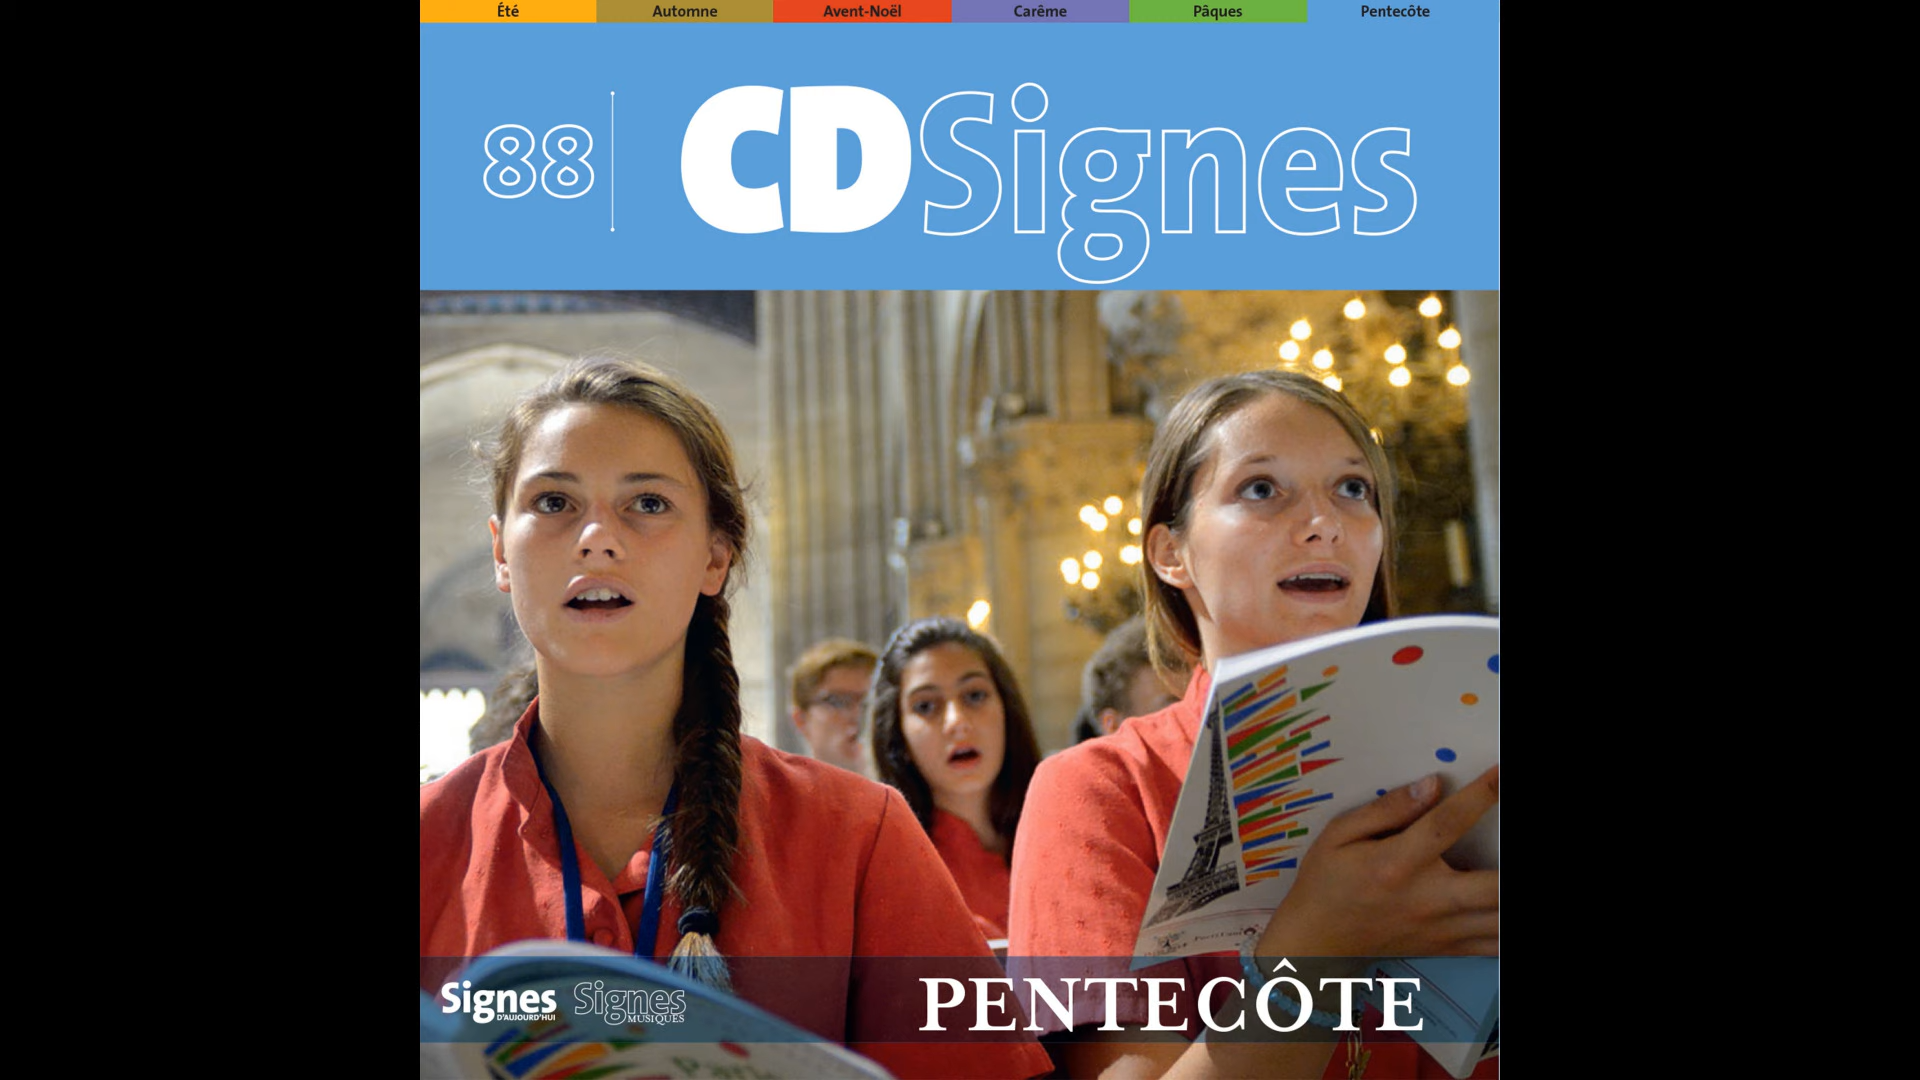 Été Automne Avent-Noël Carême Pâques Pentecôte
88 CDSignes
Signes D'AUJOURD'HUI Signes MUSIQUES PENTECÔTE